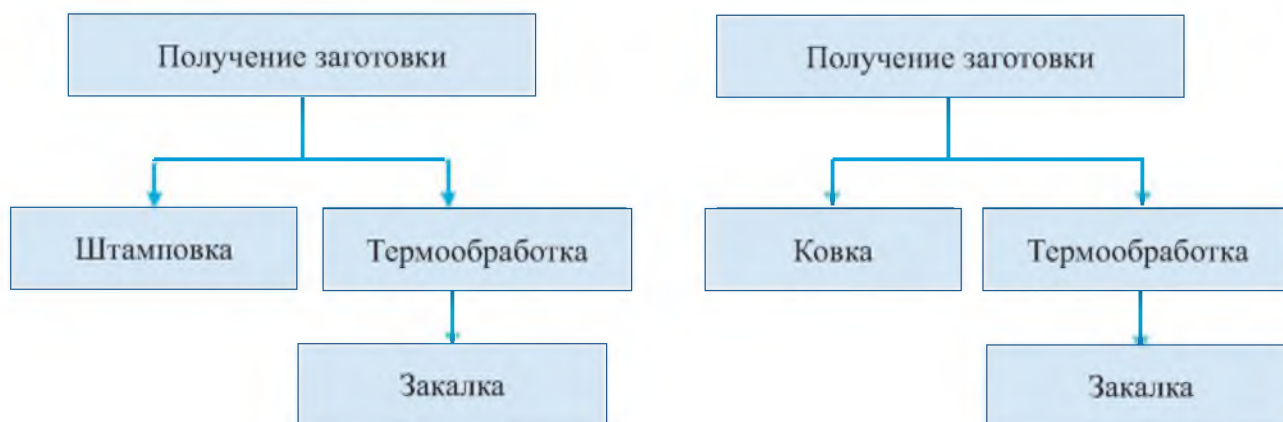 Получение заготовки
Получение заготовки
Штамповка
Термообработка
Ковка
Термообработка
Закалка
Закалка